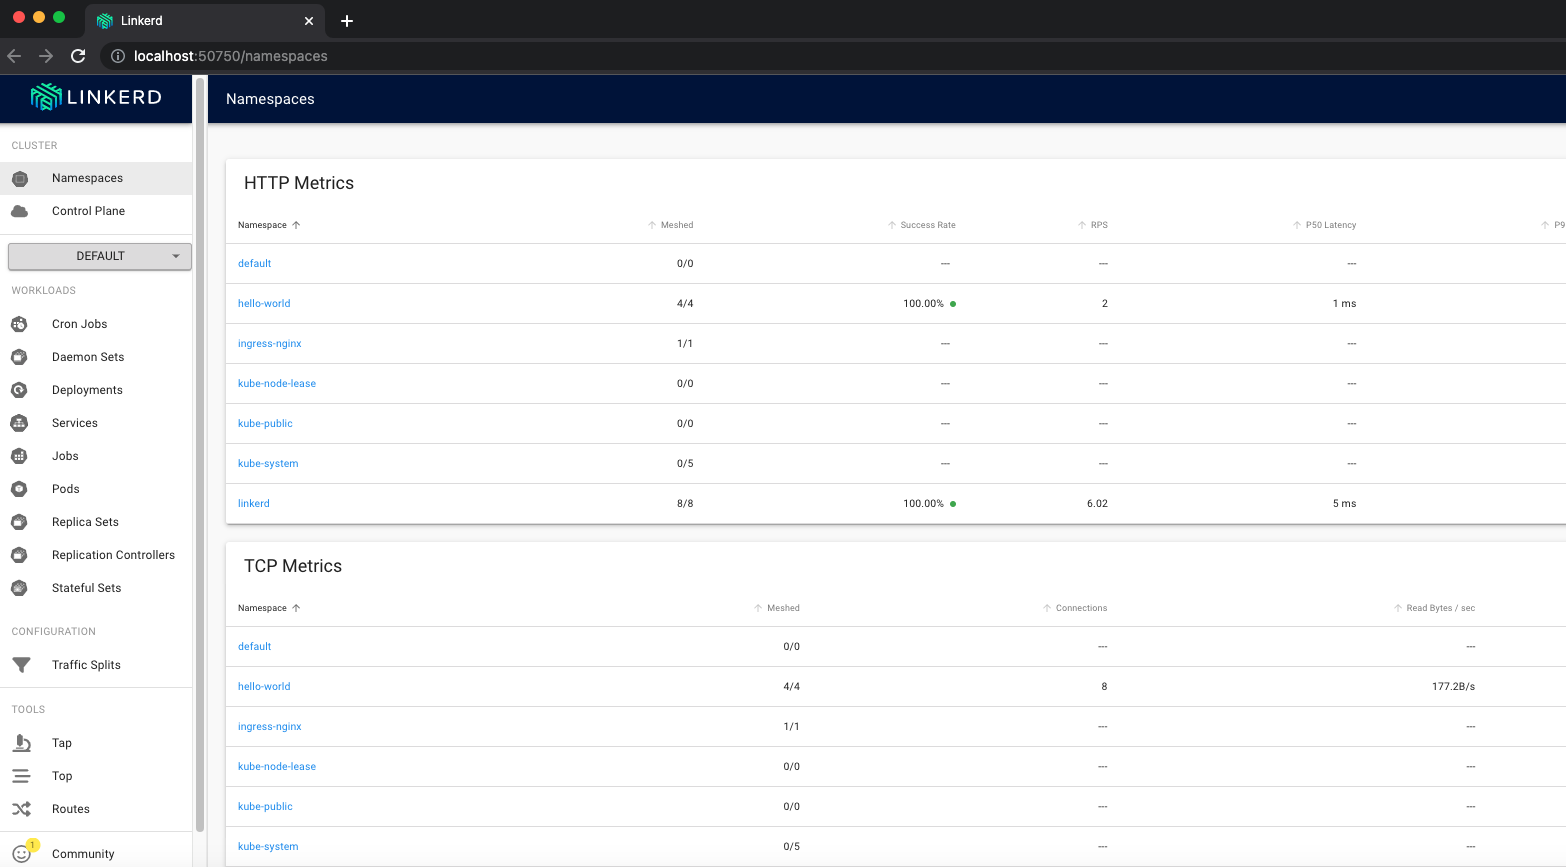 Linkerd
localhost:50750/namespaces
LINKERD
Namespaces
CLUSTER
Namespaces
Control Plane
DEFAULT
WORKLOADS
Cron Jobs
Daemon Sets
Deployments
Services
Jobs
Pods
Replica Sets
Replication Controllers
Stateful Sets
CONFIGURATION
Traffic Splits
TOOLS
Tap
Top
Routes
1
Community
HTTP Metrics
Namespace Meshed Success Rate RPS P50 Latency P9
default 0/0 --- --- ---
hello-world 4/4 100.00% 2 1 ms
ingress-nginx 1/1 --- --- ---
kube-node-lease 0/0 --- --- ---
kube-public 0/0 --- --- ---
kube-system 0/5 --- --- ---
linkerd 8/8 100.00% 6.02 5 ms
TCP Metrics
Namespace Meshed Connections Read Bytes / sec
default 0/0 --- ---
hello-world 4/4 8 177.2B/s
ingress-nginx 1/1 --- ---
kube-node-lease 0/0 --- ---
kube-public 0/0 --- ---
kube-system 0/5 --- ---